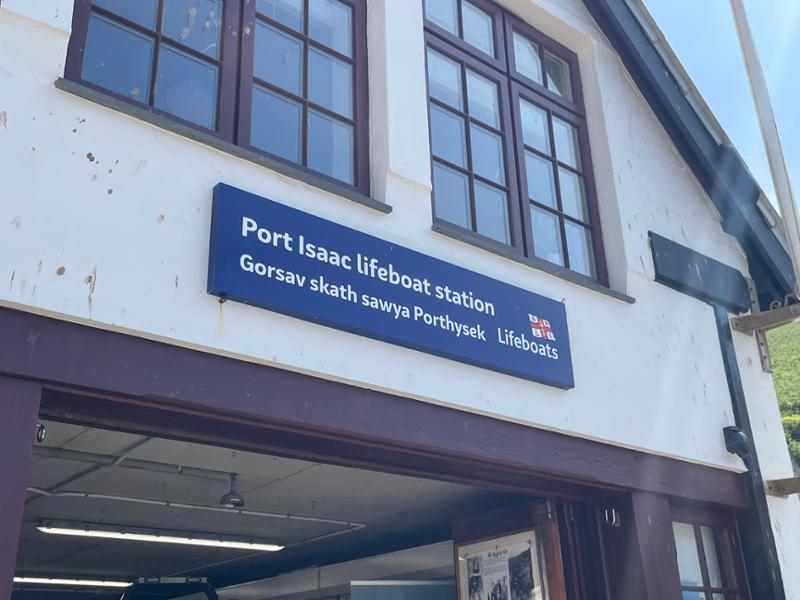 Port Isaac lifeboat station
Gorsav skath sawya Porthysek
Lifeboats